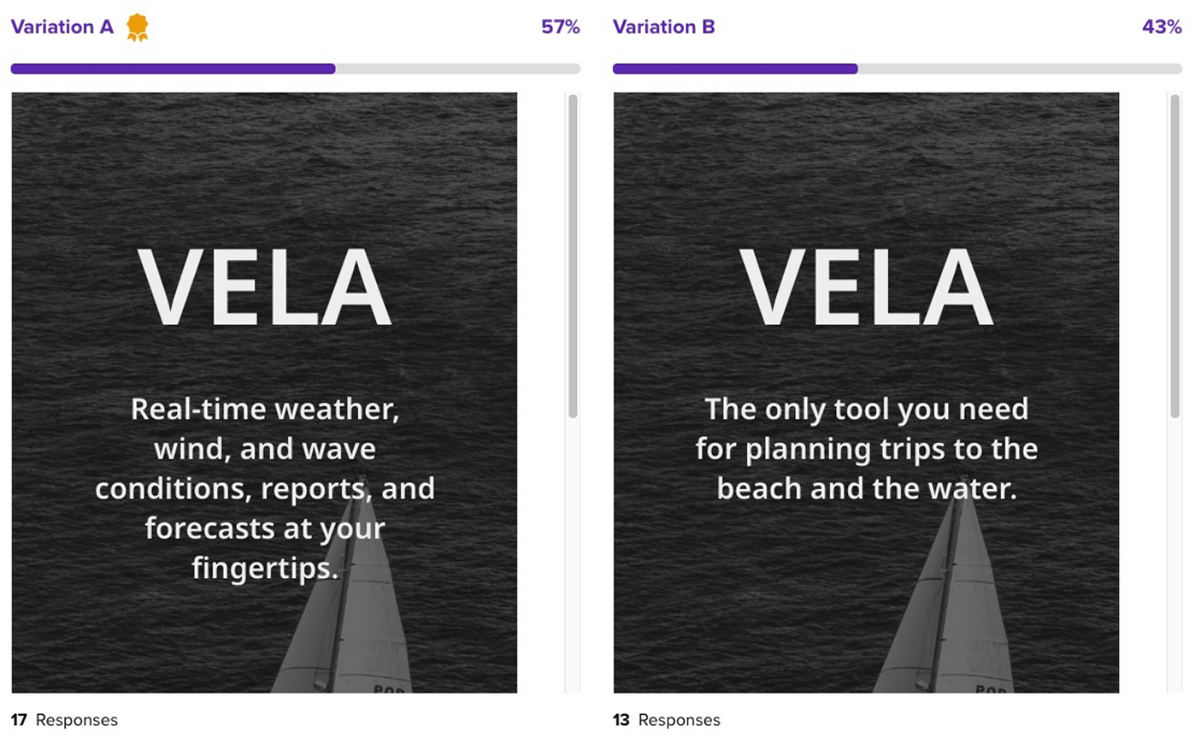 Variation A
57%
VELA
Real-time weather,
wind, and wave
conditions, reports, and
forecasts at your
fingertips.
17 Responses
Variation B
43%
VELA
The only tool you need
for planning trips to the
beach and the water.
13 Responses